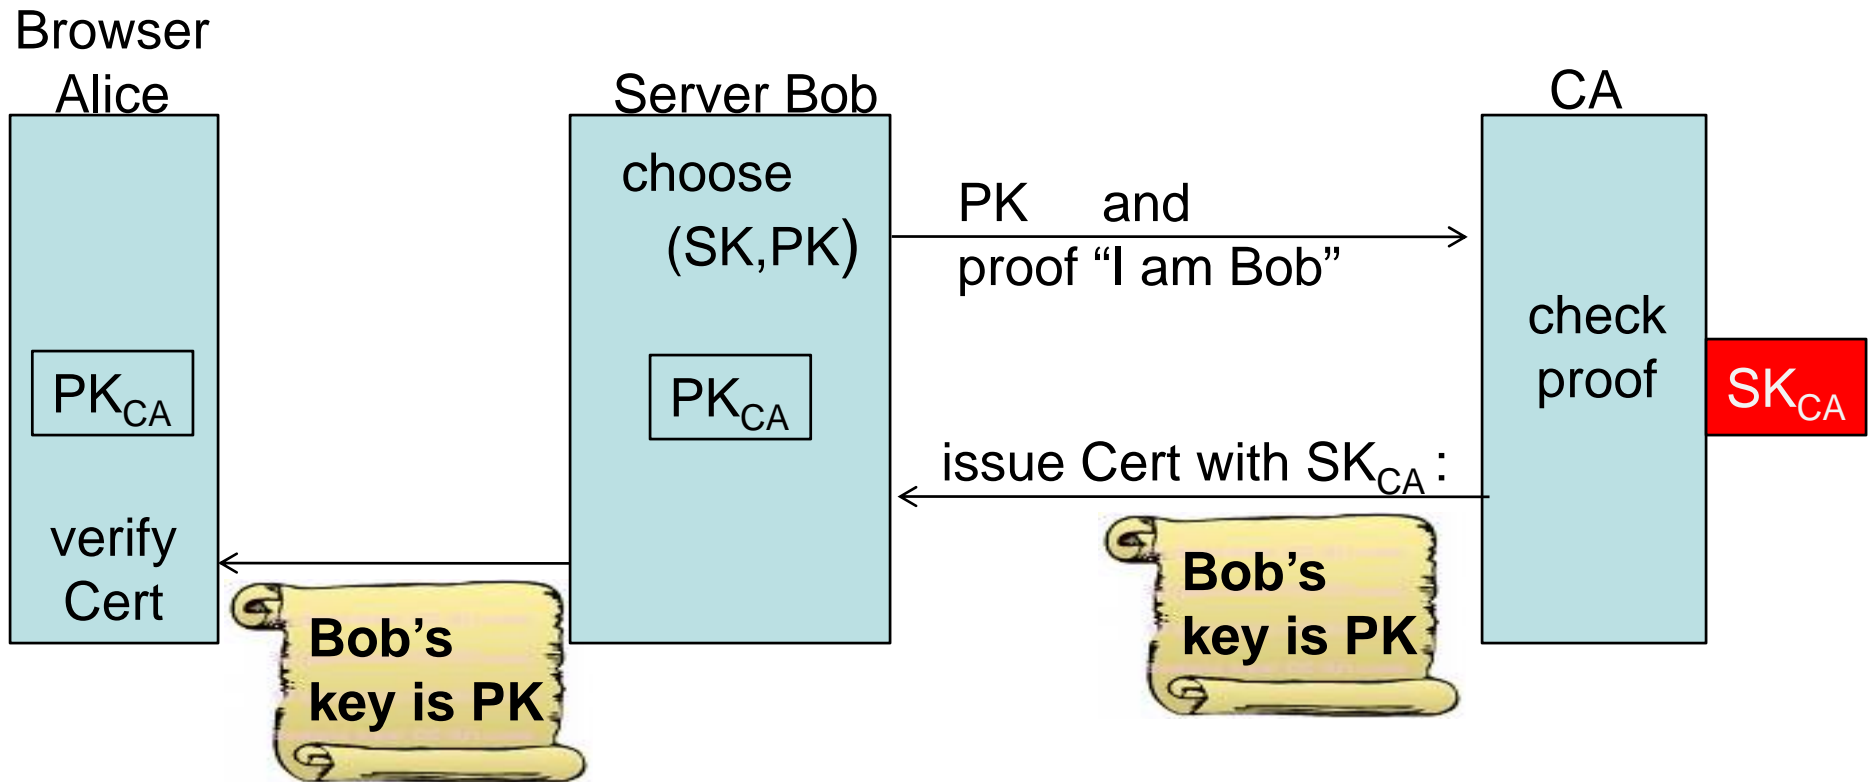 Browser
Alice
Server Bob
CA
choose
(SK,PK)
PK and
proof “I am Bob”
check
proof
SKCA
PKCA
PKCA
issue Cert with SKCA :
verify
Cert
Bob’s
key is PK
Bob’s
key is PK